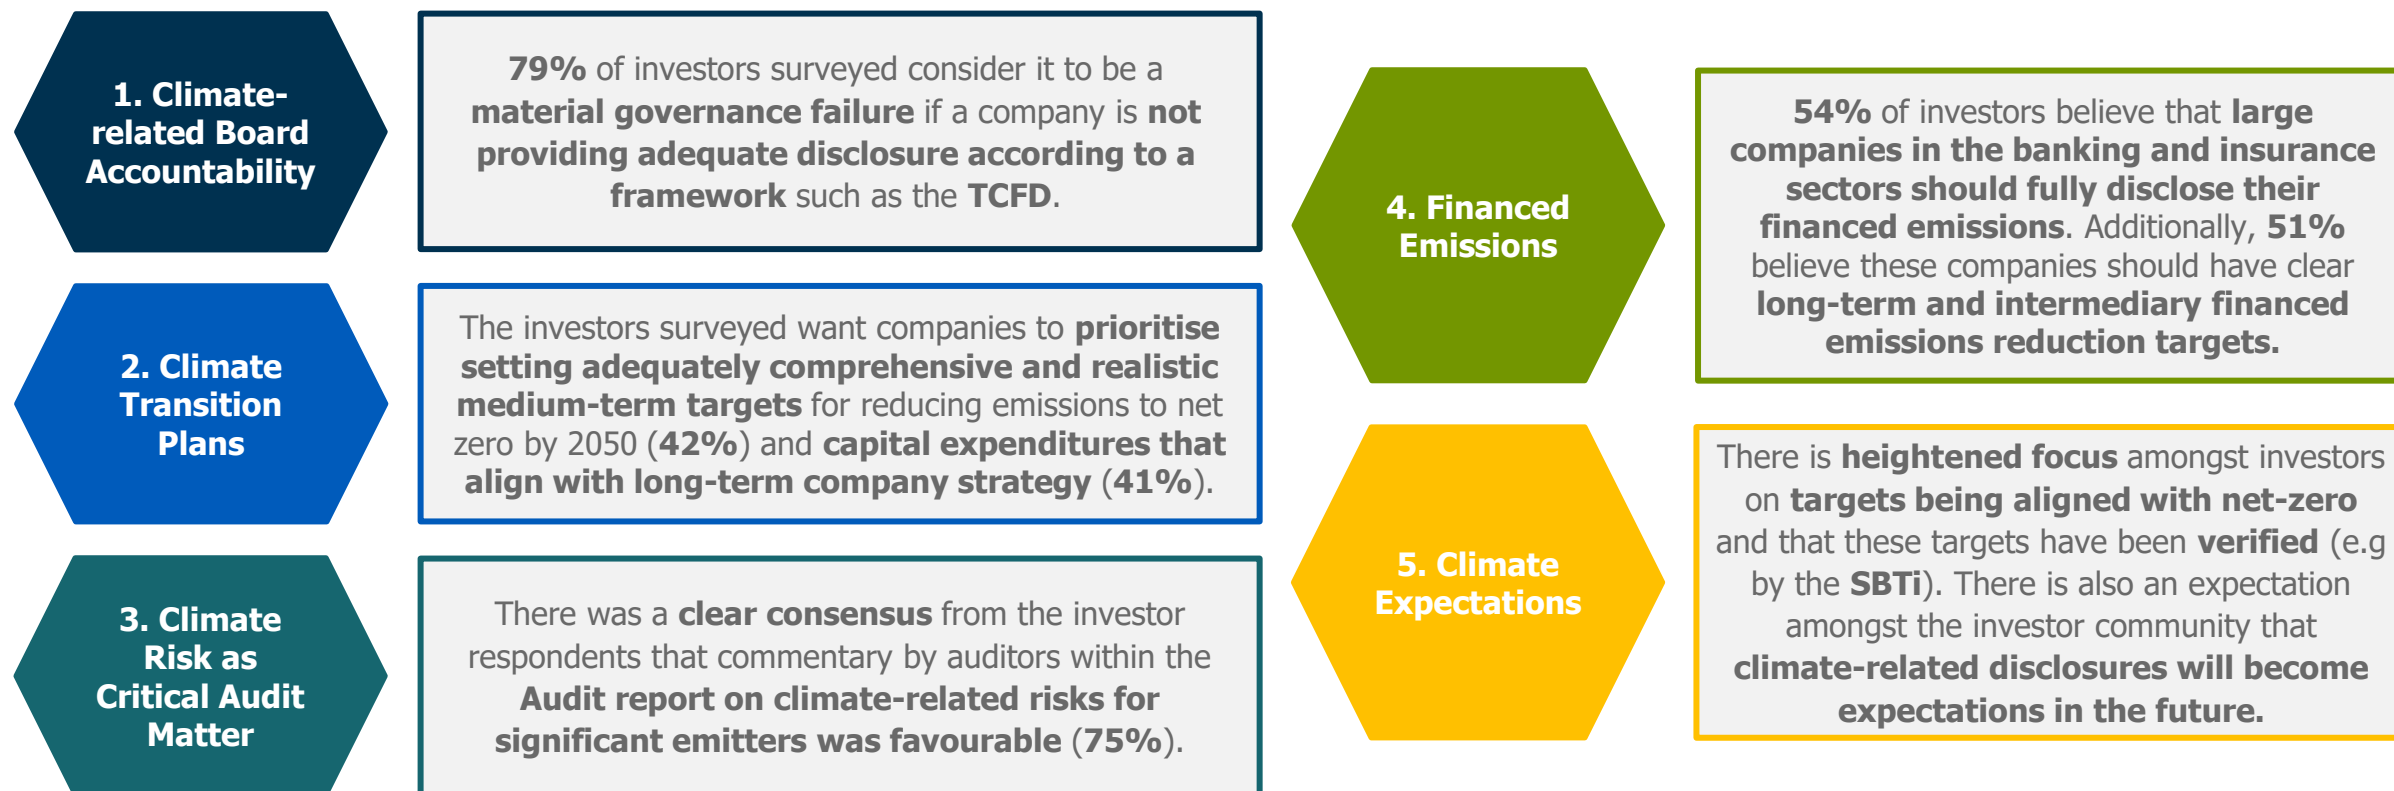 1. Climate-
related Board
Accountability
79% of investors surveyed consider it to be a
material governance failure if a company is not
providing adequate disclosure according to a
framework such as the TCFD.
2. Climate
Transition
Plans
The investors surveyed want companies to prioritise
setting adequately comprehensive and realistic
medium-term targets for reducing emissions to net
zero by 2050 (42%) and capital expenditures that
align with long-term company strategy (41%).
3. Climate
Risk as
Critical Audit
Matter
There was a clear consensus from the investor
respondents that commentary by auditors within the
Audit report on climate-related risks for
significant emitters was favourable (75%).
4. Financed
Emissions
54% of investors believe that large
companies in the banking and insurance
sectors should fully disclose their
financed emissions. Additionally, 51%
believe these companies should have clear
long-term and intermediary financed
emissions reduction targets.
5. Climate
Expectations
There is heightened focus amongst investors
on targets being aligned with net-zero
and that these targets have been verified (e.g
by the SBTi). There is also an expectation
amongst the investor community that
climate-related disclosures will become
expectations in the future.